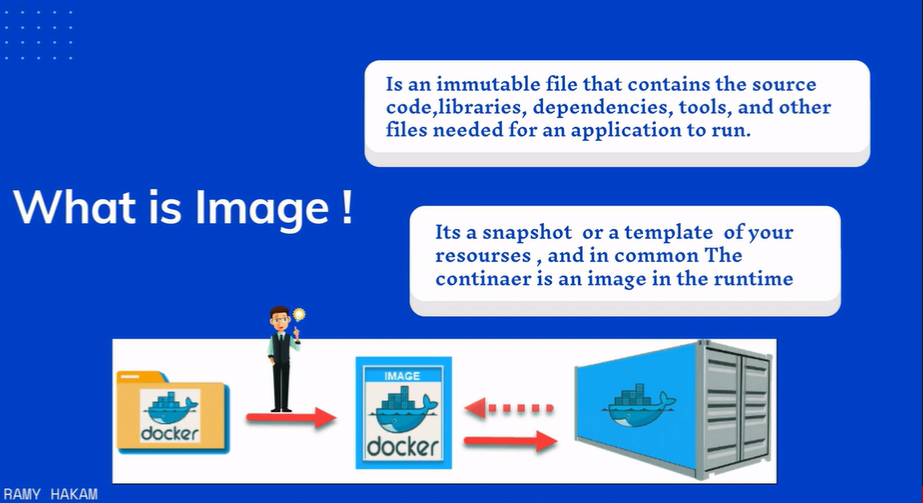 Is an immutable file that contains the source
code,libraries, dependencies, tools, and other
files needed for an application to run.
What is Image !
Its a snapshot or a template of your
resourses , and in common The
continaer is an image in the runtime
docker
IMAGE
docker
RAMY HAKAM